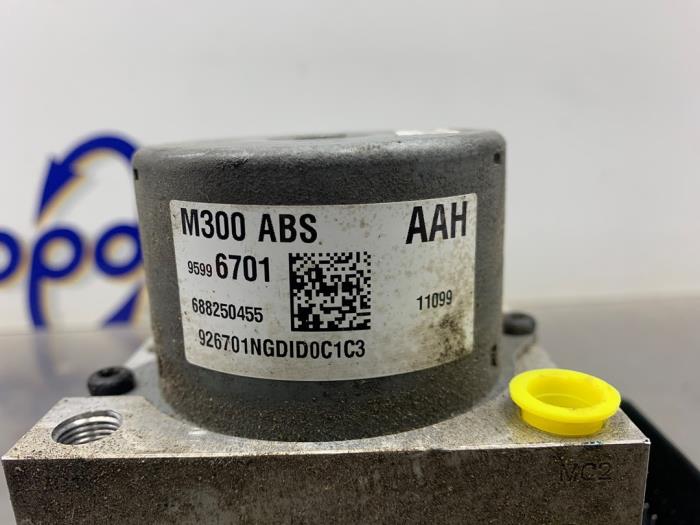 M300 ABS AAH
9599 6701
688250455 11099
926701NGDID0C1C3
MC2